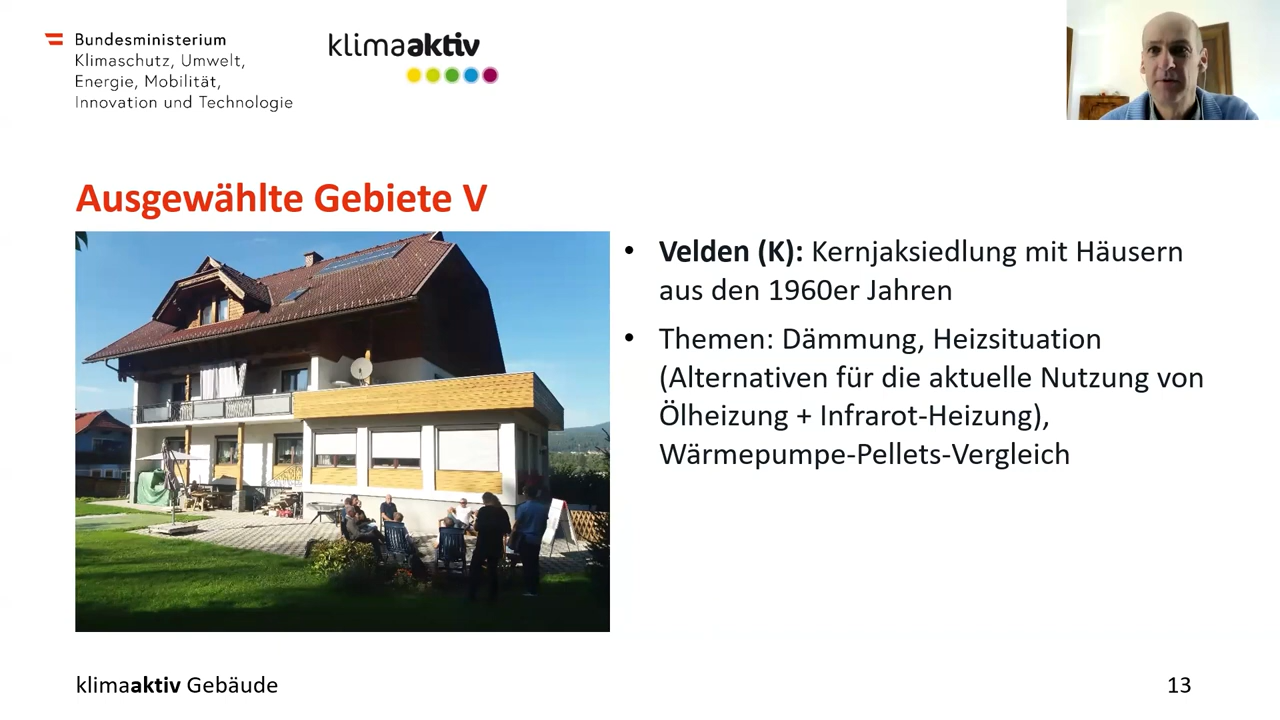 Bundesministerium
Klimaschutz, Umwelt,
Energie, Mobilität,
Innovation und Technologie
klimaaktiv
Ausgewählte Gebiete V
• Velden (K): Kernjaksiedlung mit Häusern
aus den 1960er Jahren
• Themen: Dämmung, Heizsituation
(Alternativen für die aktuelle Nutzung von
Ölheizung + Infrarot-Heizung),
Wärmepumpe-Pellets-Vergleich
klimaaktiv Gebäude
13